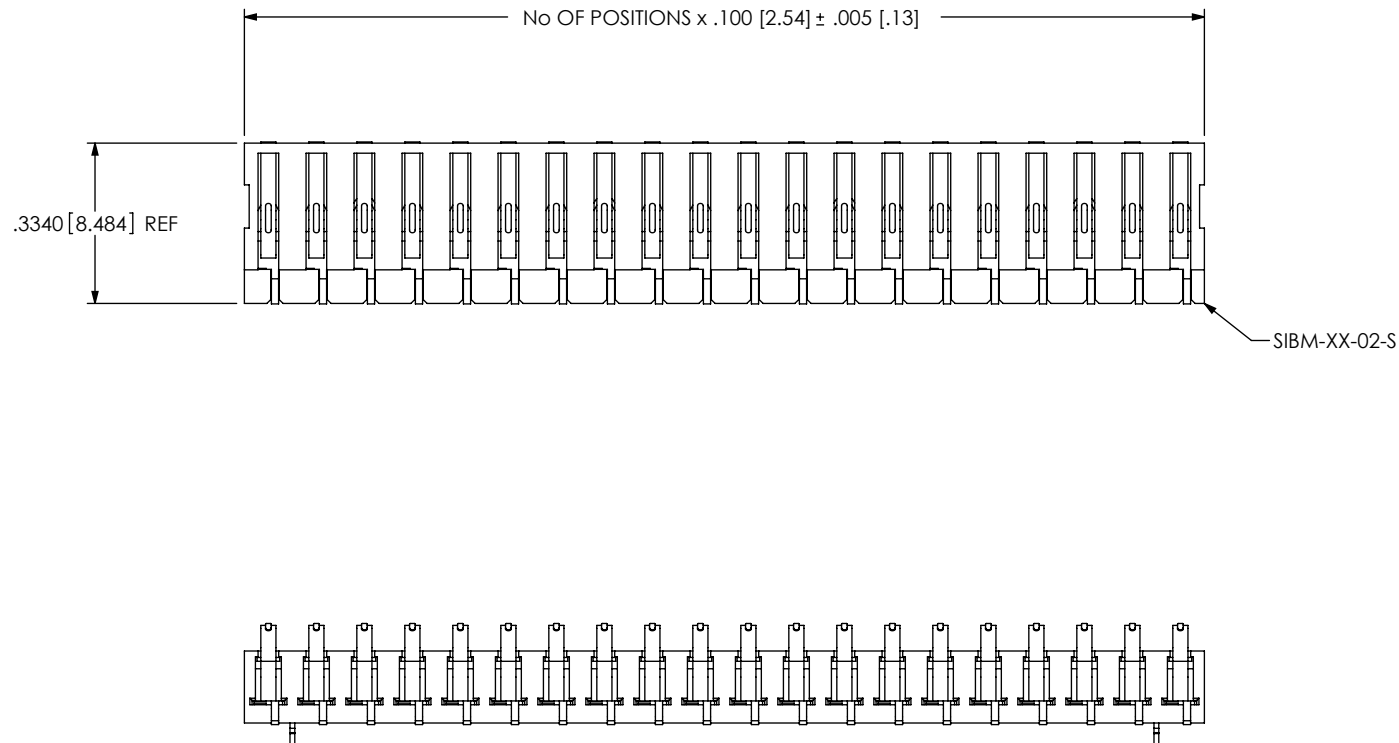 No OF POSITIONS x .100 [2.54] ± .005 [.13]
.3340 [8.484] REF
SIBM-XX-02-S